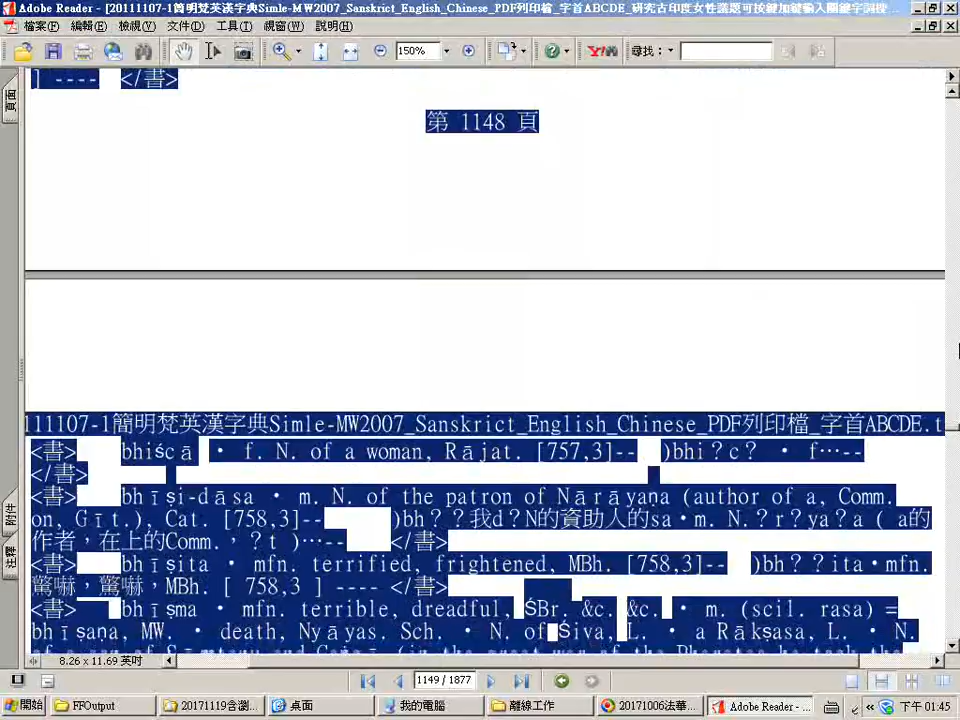 Adobe Reader - [20111107-1簡明梵英漢字典Simle-MW2007_Sanskrict_English_Chinese_PDF列印檔_字首ABCDE_研究古印度女性議題可按鍵加鍵輸入關鍵字詞搜
檔案(F) 編輯(E) 檢視(V) 文件(D) 工具(T) 視窗(W) 說明(H)
150% 尋找：
頁面
] ---- </書>
第 1148 頁
111107-1簡明梵英漢字典Simle-MW2007_Sanskrict_English_Chinese_PDF列印檔_字首ABCDE.t
<書> bhiścā • f. N. of a woman, Rājat. [757,3]-- )bhi？c？ • f…--
</書>
<書> bhīṣi-dāsa • m. N. of the patron of Nārāyaṇa (author of a, Comm.
on, Gīt.), Cat. [758,3]-- )bh？？我d？N的資助人的sa•m. N.？r？ya？a ( a的
作者，在上的Comm.，？t )…-- </書>
<書> bhīṣita • mfn. terrified, frightened, MBh. [758,3]-- )bh？？ita•mfn.
驚嚇，驚嚇，MBh. [ 758,3 ] ---- </書>
<書> bhīṣma • mfn. terrible, dreadful, ŚBr. &c. &c. • m. (scil. rasa) =
bhīṣaṇa, MW. • death, Nyāyas. Sch. • N. of Śiva, L. • a Rākṣasa, L. • N.
附件
注釋
8.26 x 11.69 英吋
1149 / 1877
開始 FFOutput 20171119含瀏... 桌面 我的電腦 離線工作 20171006法華... Adobe Reader - ... 下午 01:45